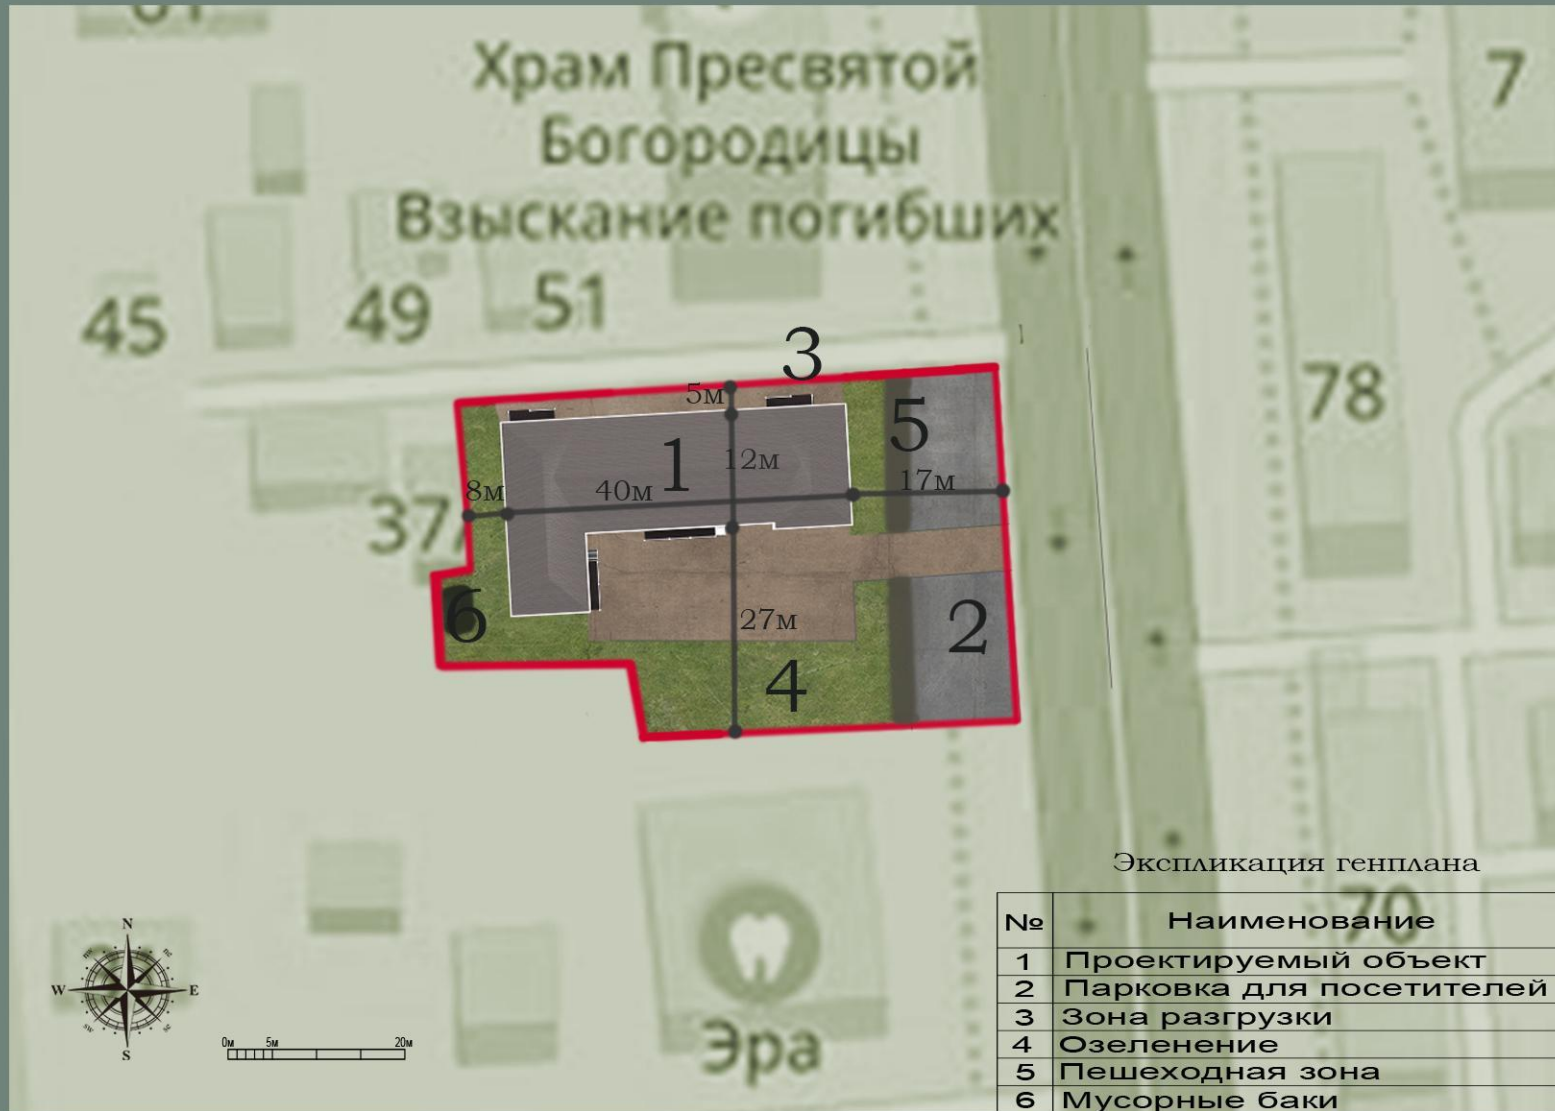 Храм Пресвятой
7
Богородицы
Взыскание погибших
45
49
51
3
78
5м
5
1
12м
8м
40м
17м
37
6
27м
2
4
Экспликация генплана
70
№ Наименование
1 Проектируемый объект
2 Парковка для посетителей
3 Зона разгрузки
4 Озеленение
5 Пешеходная зона
6 Мусорные баки
N
W E
S
0м 5м 20м
Эра